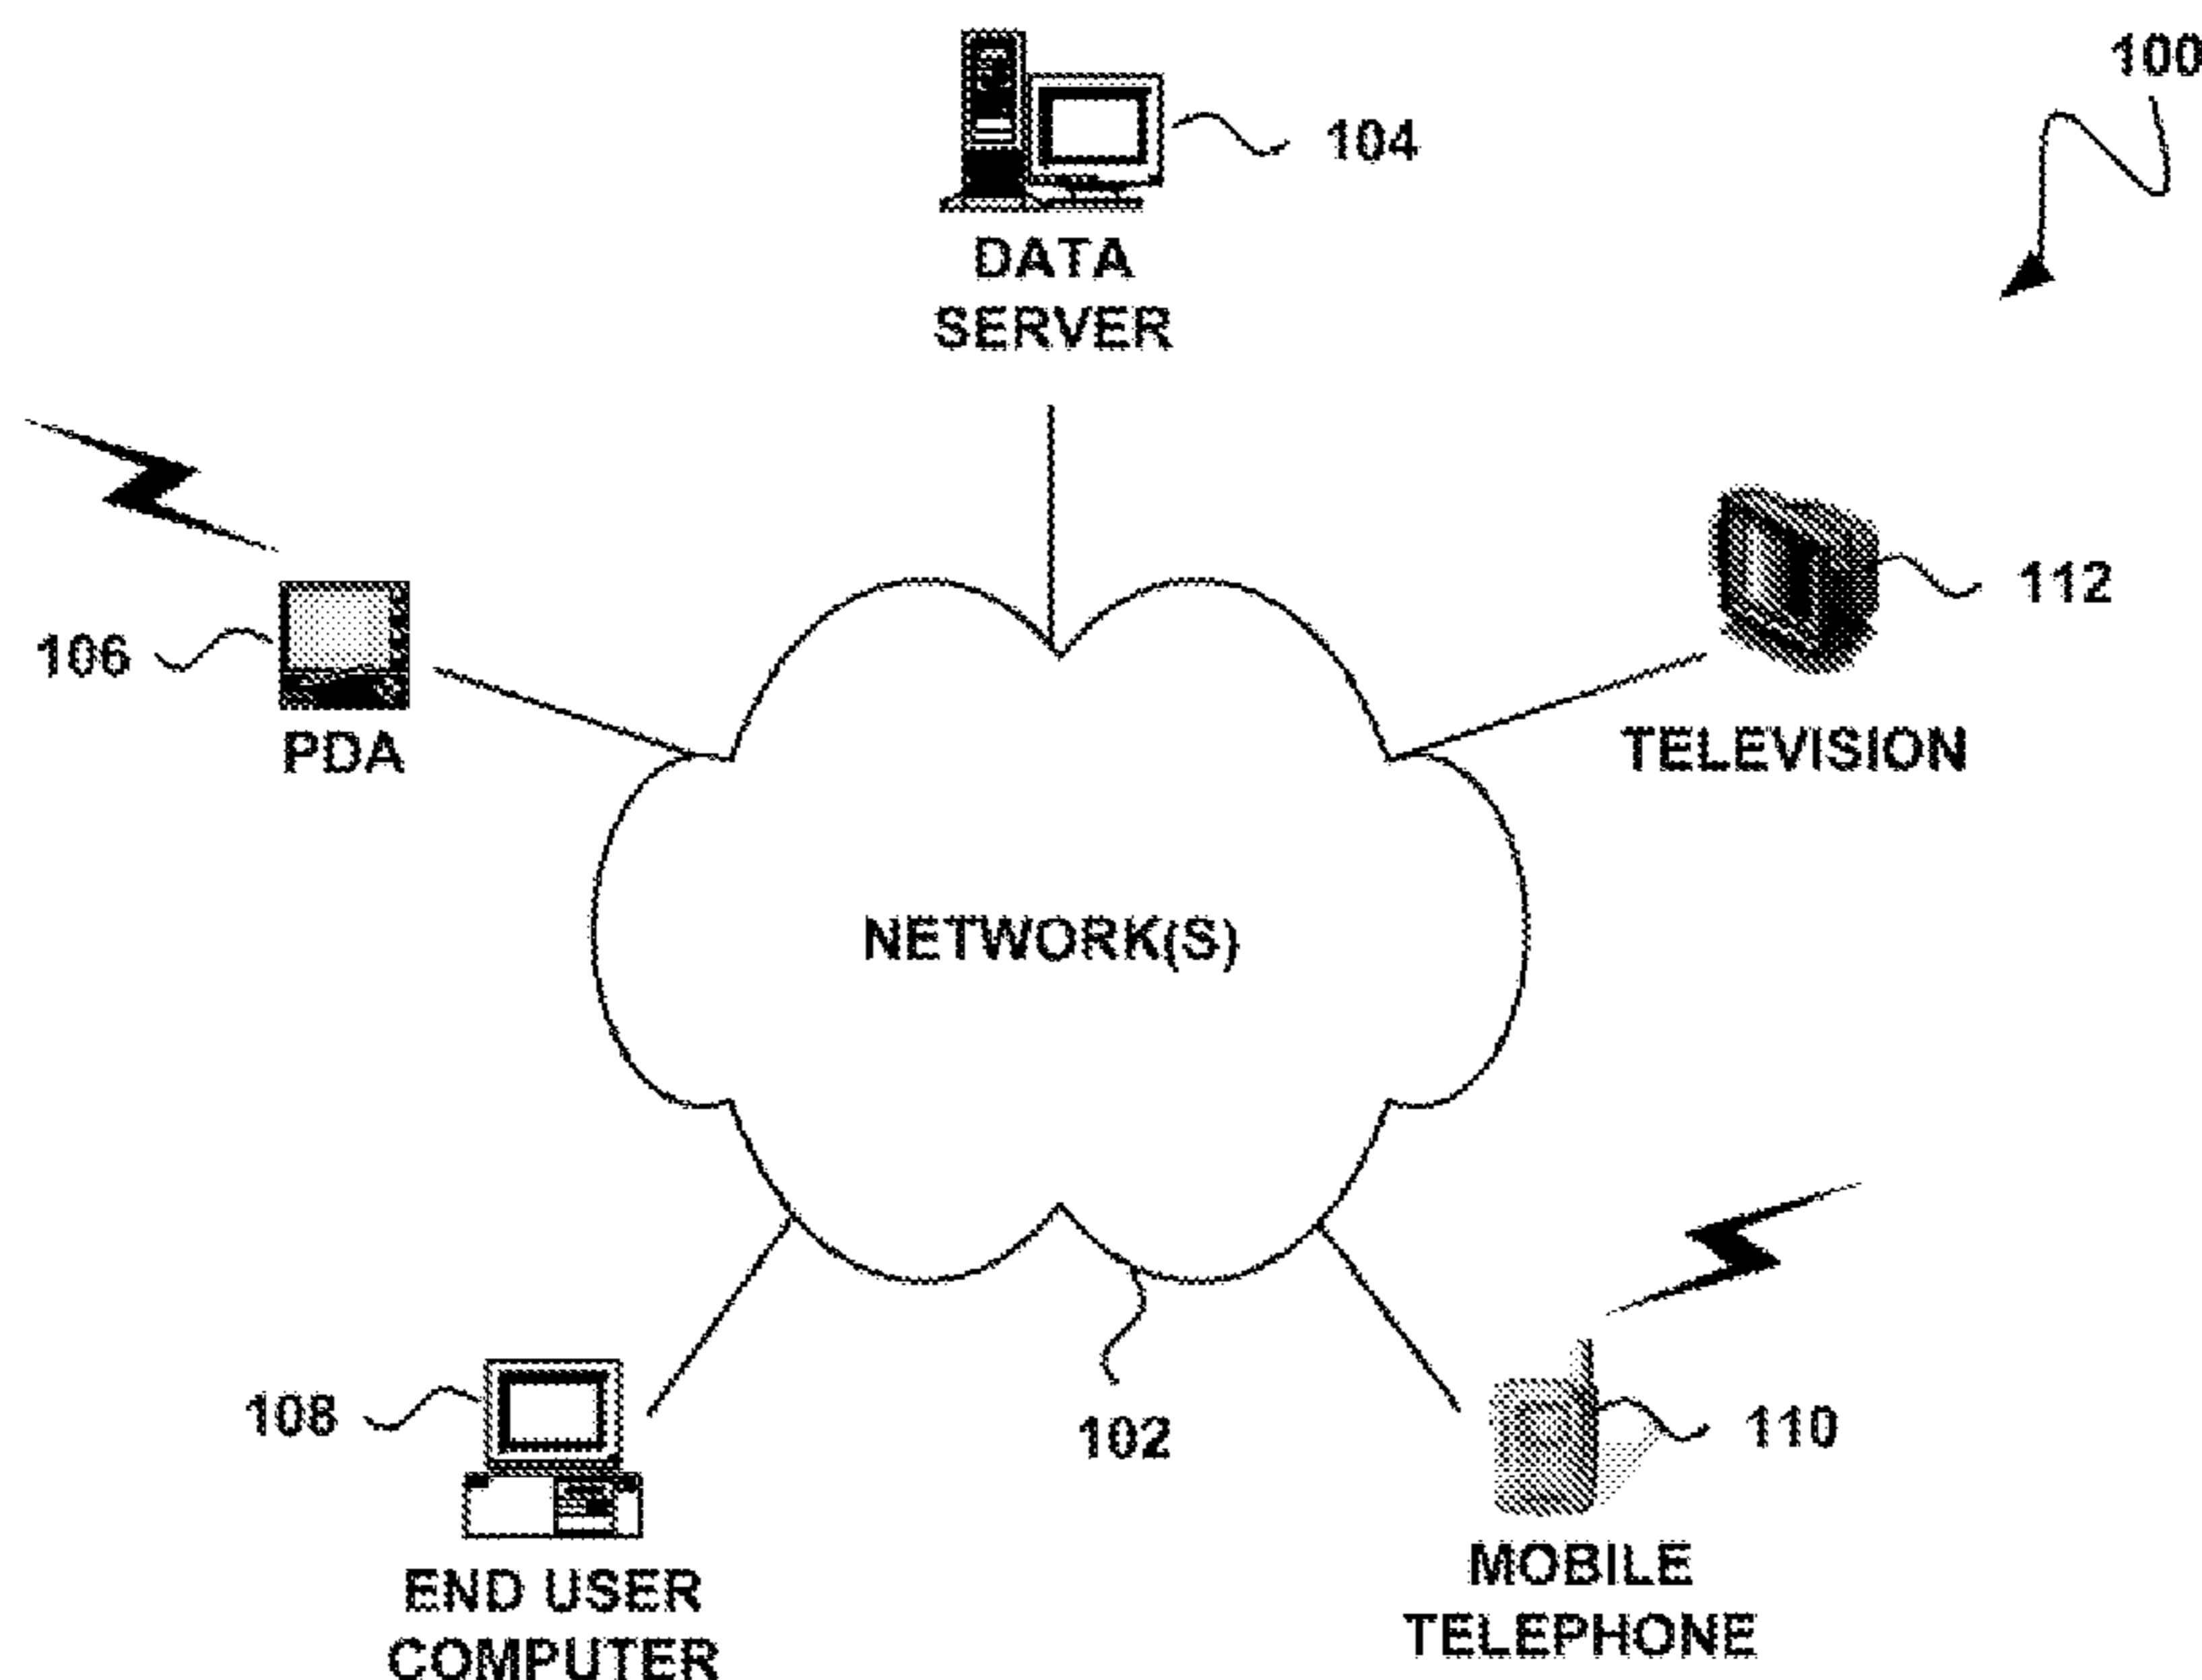 100
104
DATA
SERVER
112
106
PDA
TELEVISION
NETWORK(S)
108
102
110
END USER
COMPUTER
MOBILE
TELEPHONE